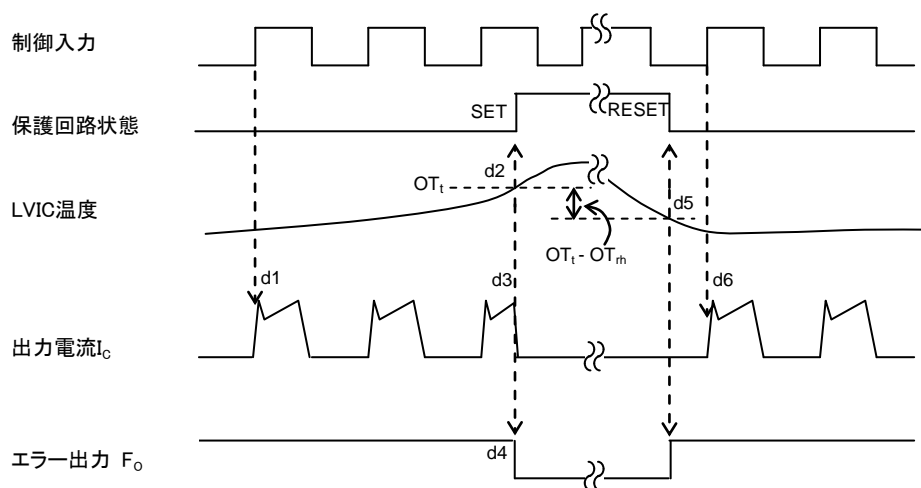 制御入力
保護回路状態
SET
RESET
LVIC温度
OTt
d2
d5
OTt - OTrh
d1
d3
d6
出力電流IC
エラー出力 FO
d4